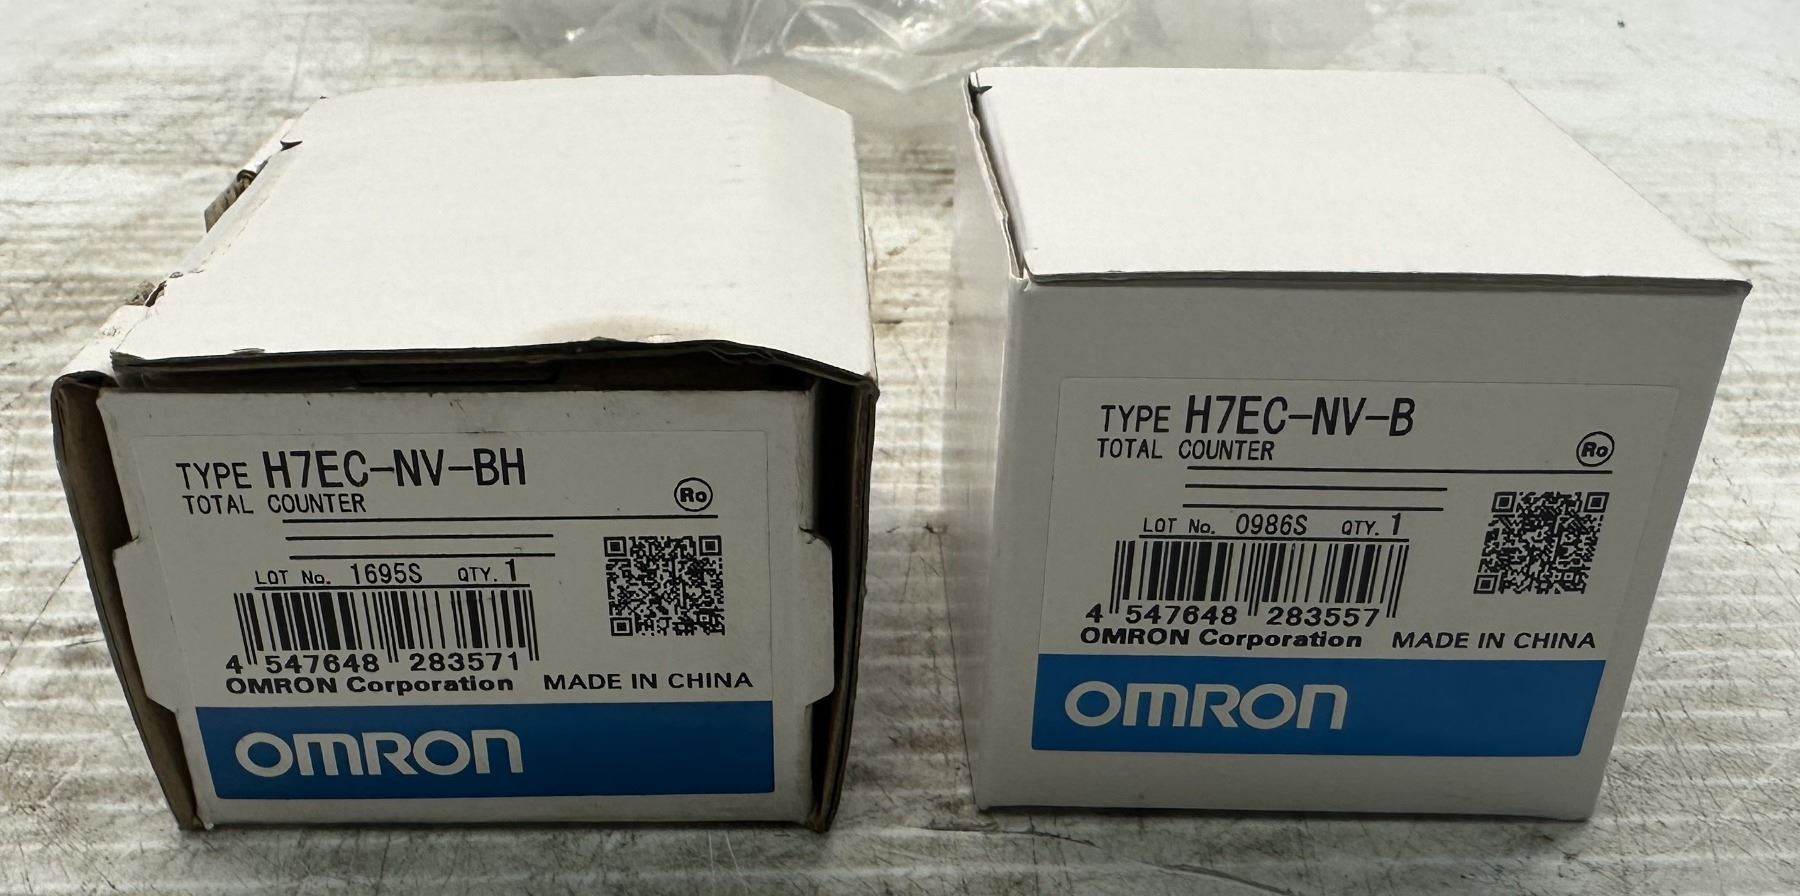 TYPE H7EC-NV-BH
TOTAL COUNTER
Ro
LOT No. 1695S QTY. 1
4 547648 283571
OMRON Corporation MADE IN CHINA
OMRON
TYPE H7EC-NV-B
TOTAL COUNTER
Ro
LOT No. 0986S QTY. 1
4 547648 283557
OMRON Corporation MADE IN CHINA
OMRON